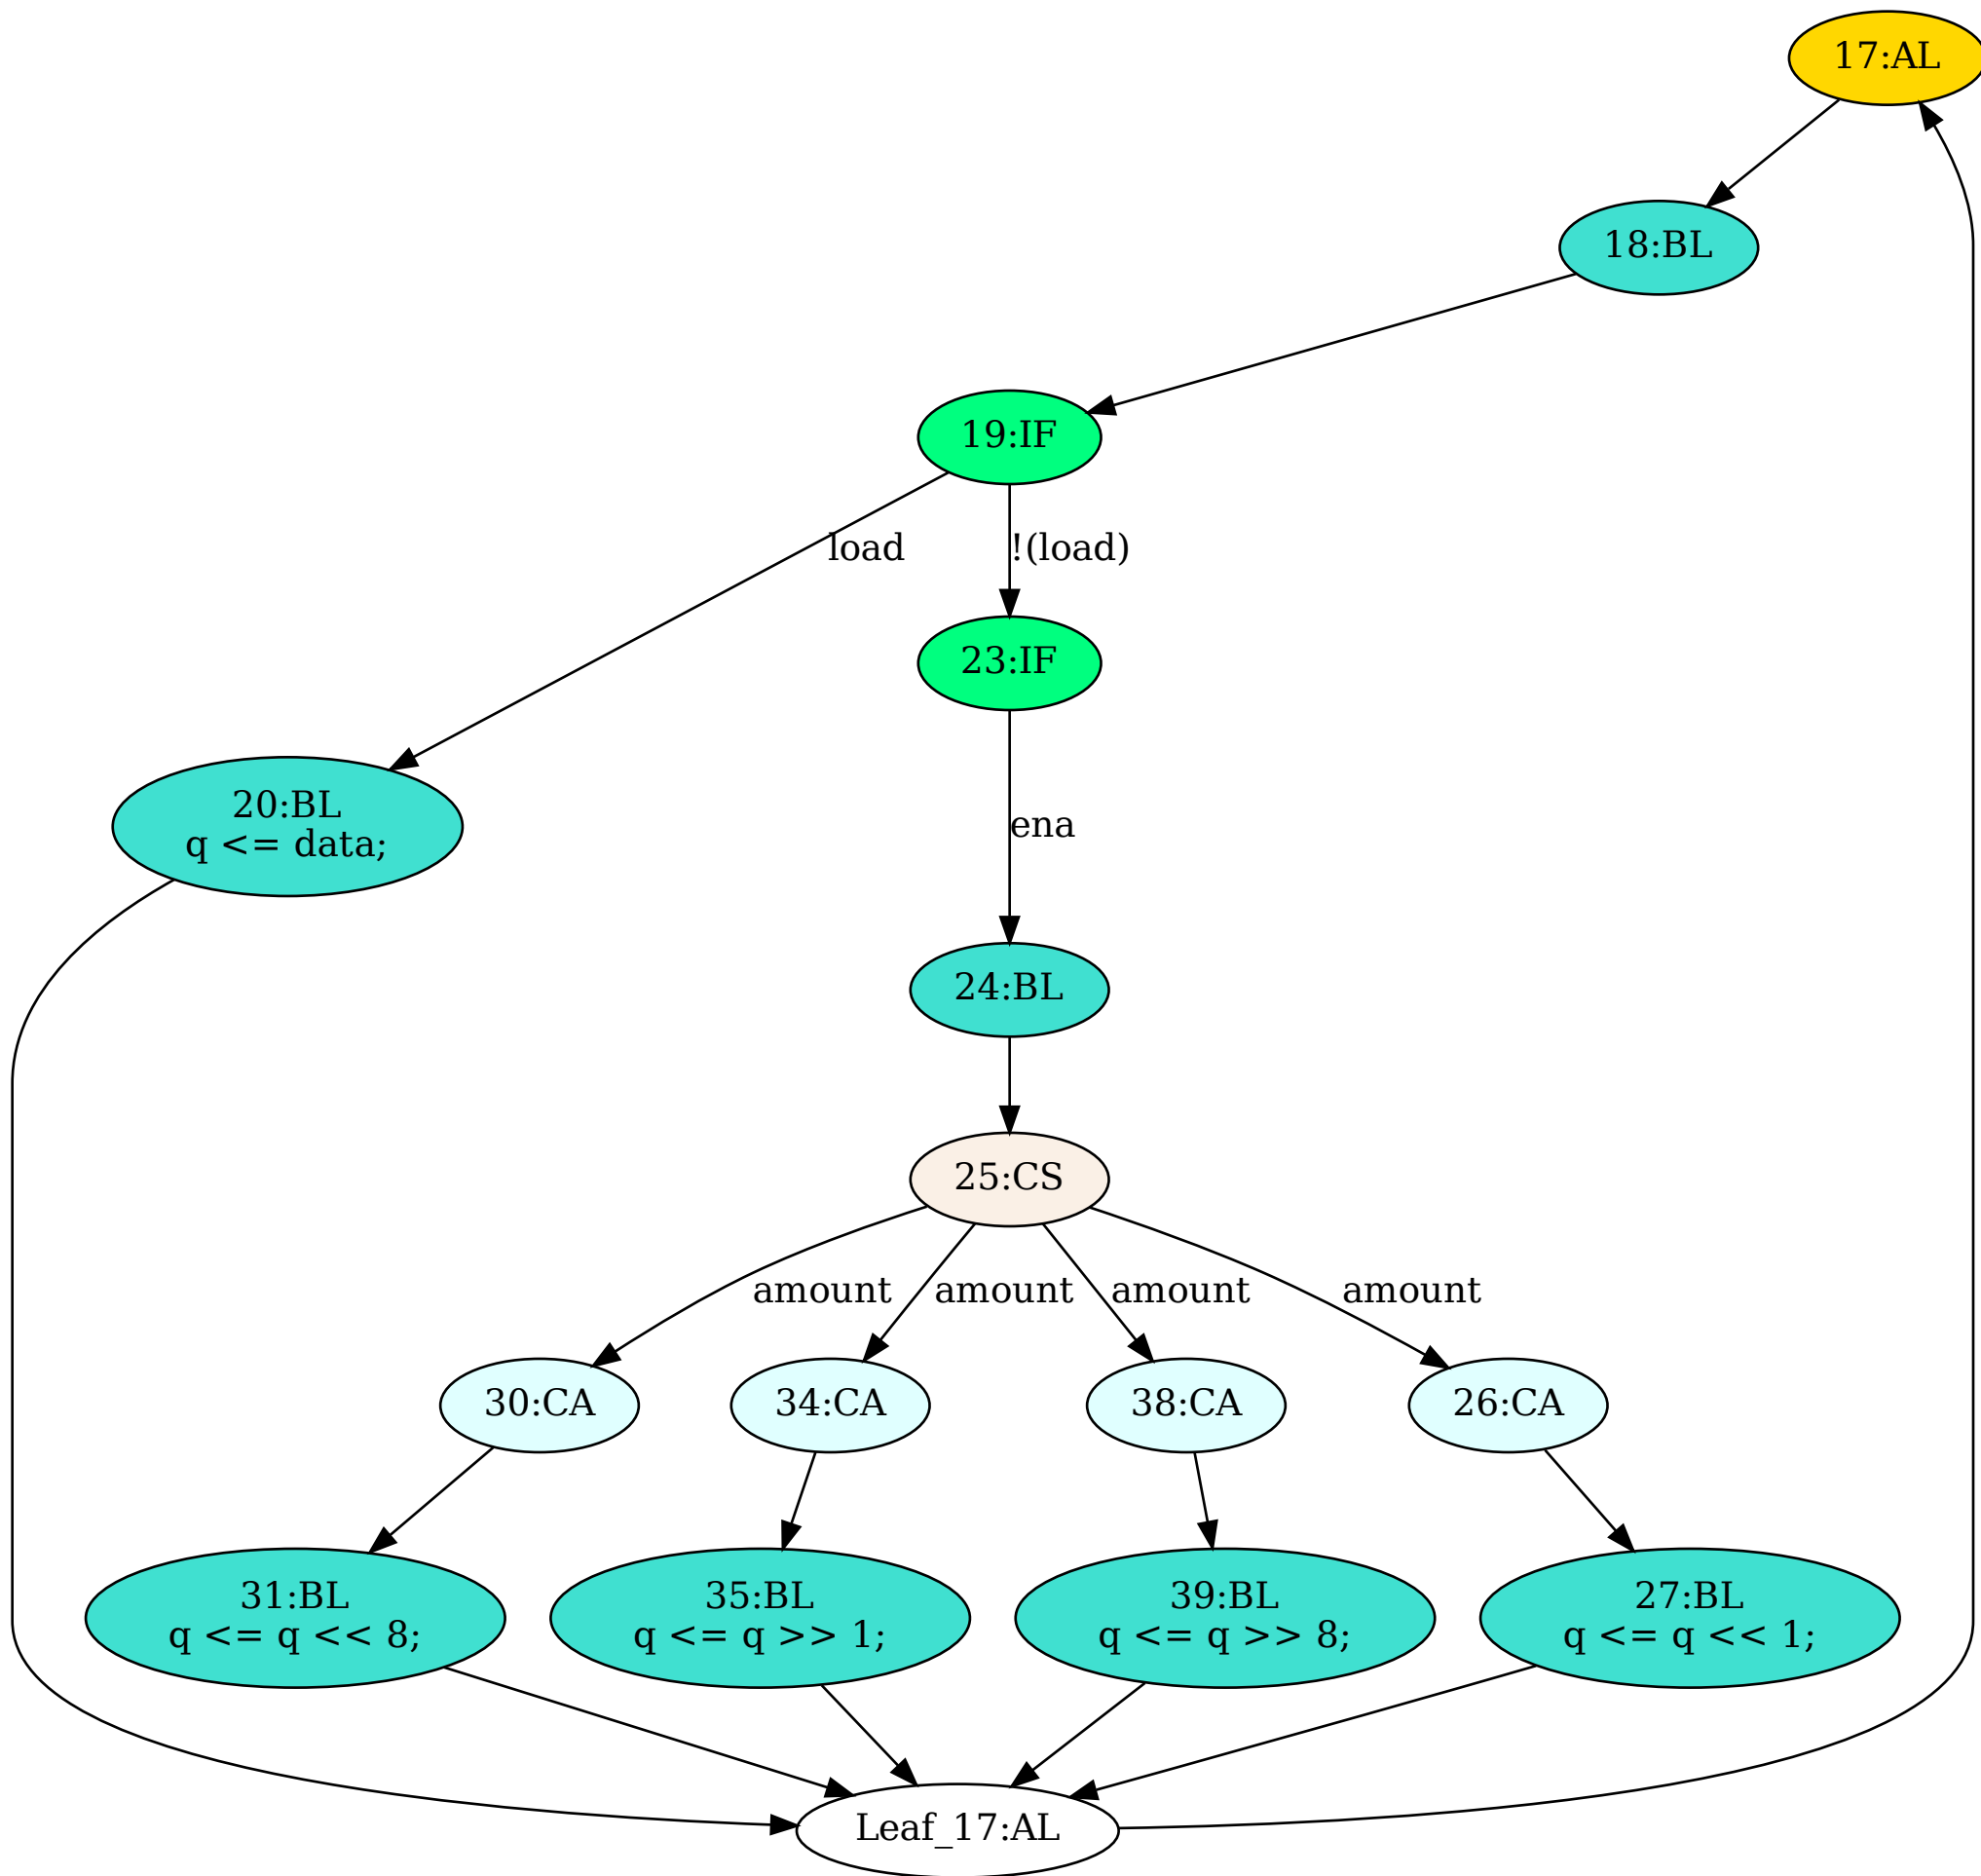 17:AL
18:BL
19:IF
load
!(load)
23:IF
20:BL
q <= data;
ena
24:BL
25:CS
amount
amount
amount
amount
30:CA
34:CA
38:CA
26:CA
31:BL
q <= q << 8;
35:BL
q <= q >> 1;
39:BL
q <= q >> 8;
27:BL
q <= q << 1;
Leaf_17:AL